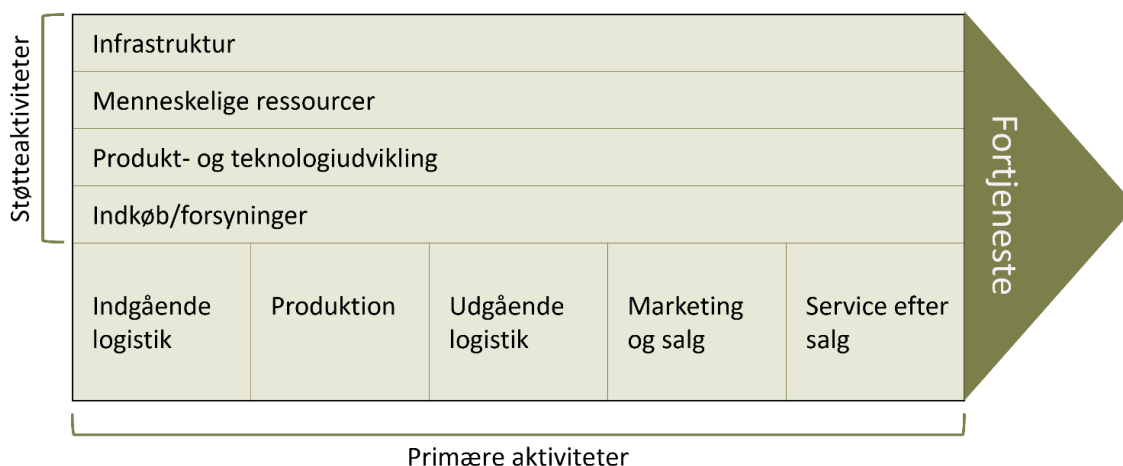 Støtteaktiviteter
Infrastruktur
Menneskelige ressourcer
Produkt- og teknologiudvikling
Indkøb/forsyninger
Indgående
logistik
Produktion
Udgående
logistik
Marketing
og salg
Service efter
salg
Fortjeneste
Primære aktiviteter